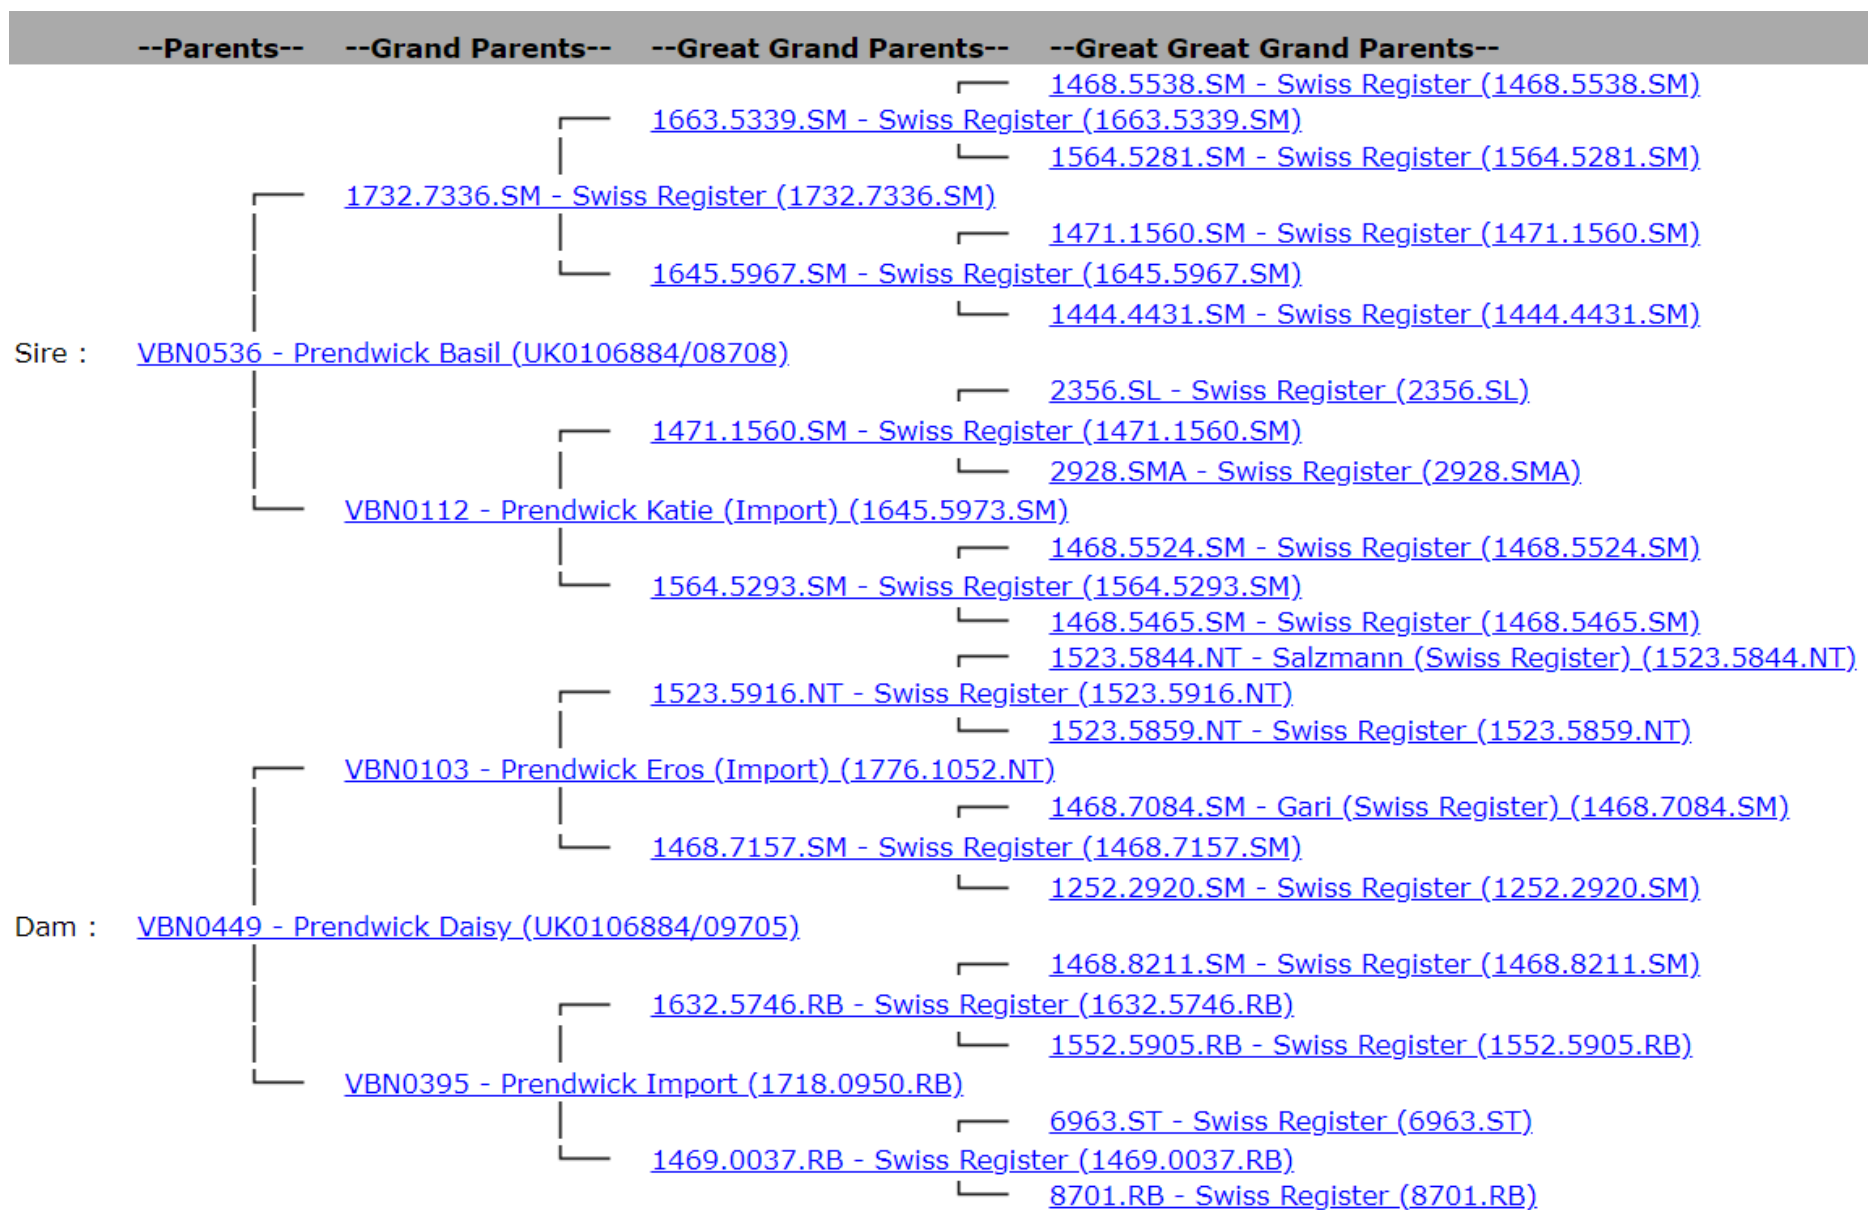 --Parents-- --Grand Parents-- --Great Grand Parents-- --Great Great Grand Parents--
1468.5538.SM - Swiss Register (1468.5538.SM)
1663.5339.SM - Swiss Register (1663.5339.SM)
1564.5281.SM - Swiss Register (1564.5281.SM)
1732.7336.SM - Swiss Register (1732.7336.SM)
1471.1560.SM - Swiss Register (1471.1560.SM)
1645.5967.SM - Swiss Register (1645.5967.SM)
1444.4431.SM - Swiss Register (1444.4431.SM)
Sire : VBN0536 - Prendwick Basil (UK0106884/08708)
2356.SL - Swiss Register (2356.SL)
1471.1560.SM - Swiss Register (1471.1560.SM)
2928.SMA - Swiss Register (2928.SMA)
VBN0112 - Prendwick Katie (Import) (1645.5973.SM)
1468.5524.SM - Swiss Register (1468.5524.SM)
1564.5293.SM - Swiss Register (1564.5293.SM)
1468.5465.SM - Swiss Register (1468.5465.SM)
1523.5844.NT - Salzmann (Swiss Register) (1523.5844.NT)
1523.5916.NT - Swiss Register (1523.5916.NT)
1523.5859.NT - Swiss Register (1523.5859.NT)
VBN0103 - Prendwick Eros (Import) (1776.1052.NT)
1468.7084.SM - Gari (Swiss Register) (1468.7084.SM)
1468.7157.SM - Swiss Register (1468.7157.SM)
1252.2920.SM - Swiss Register (1252.2920.SM)
Dam : VBN0449 - Prendwick Daisy (UK0106884/09705)
1468.8211.SM - Swiss Register (1468.8211.SM)
1632.5746.RB - Swiss Register (1632.5746.RB)
1552.5905.RB - Swiss Register (1552.5905.RB)
VBN0395 - Prendwick Import (1718.0950.RB)
6963.ST - Swiss Register (6963.ST)
1469.0037.RB - Swiss Register (1469.0037.RB)
8701.RB - Swiss Register (8701.RB)